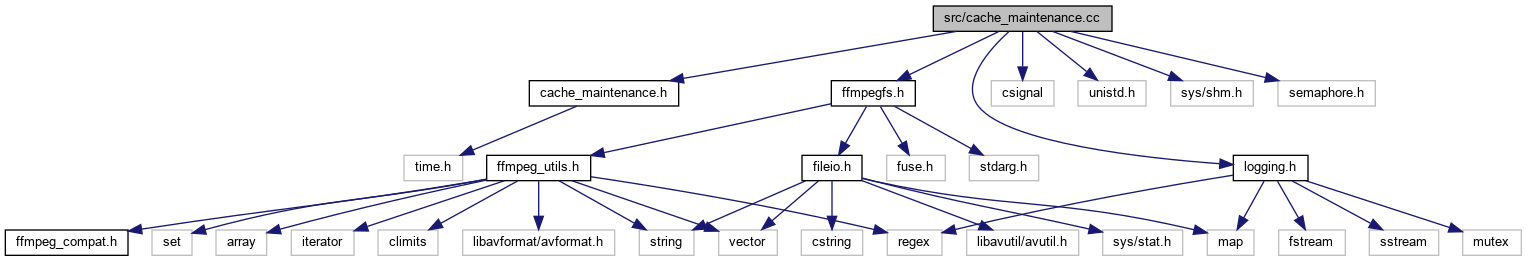 src/cache_maintenance.cc
cache_maintenance.h
ffmpegfs.h
csignal
unistd.h
sys/shm.h
semaphore.h
time.h
ffmpeg_utils.h
fileio.h
fuse.h
stdarg.h
logging.h
ffmpeg_compat.h
set
array
iterator
climits
libavformat/avformat.h
string
vector
cstring
regex
libavutil/avutil.h
sys/stat.h
map
fstream
sstream
mutex